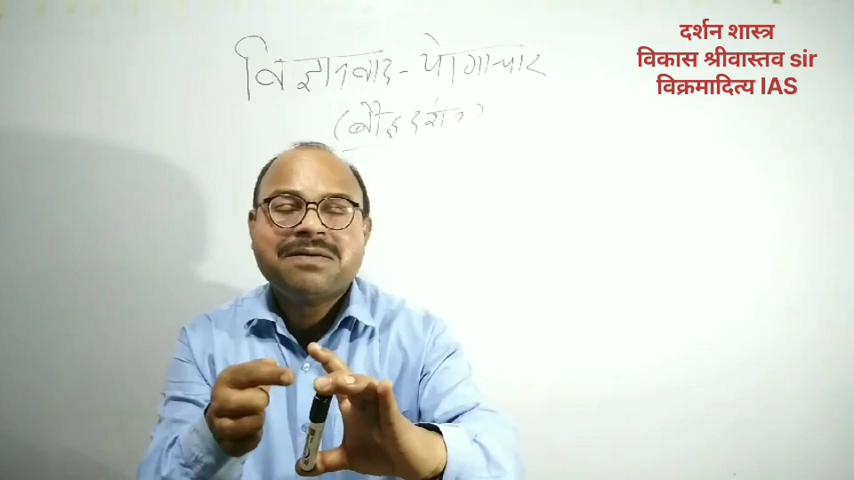 विज्ञानवाद - योगाचार
(बौद्ध दर्शन)
दर्शन शास्त्र
विकास श्रीवास्तव sir
विक्रमादित्य IAS